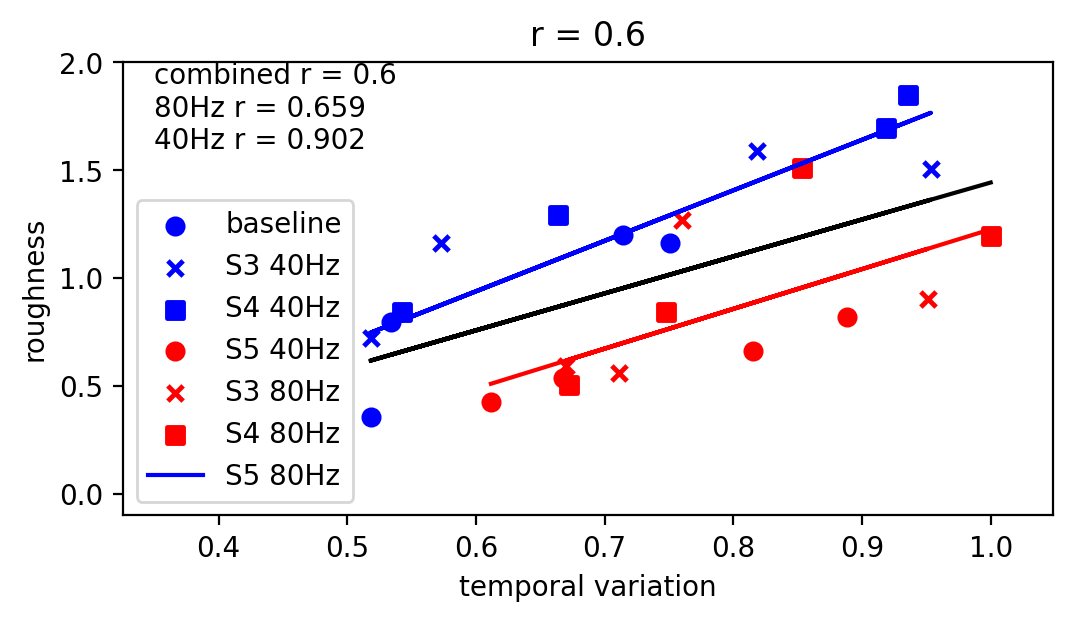 r = 0.6
combined r = 0.6
80Hz r = 0.659
40Hz r = 0.902
baseline
S3 40Hz
S4 40Hz
S5 40Hz
S3 80Hz
S4 80Hz
S5 80Hz
roughness
2.0
1.5
1.0
0.5
0.0
0.4 0.5 0.6 0.7 0.8 0.9 1.0
temporal variation